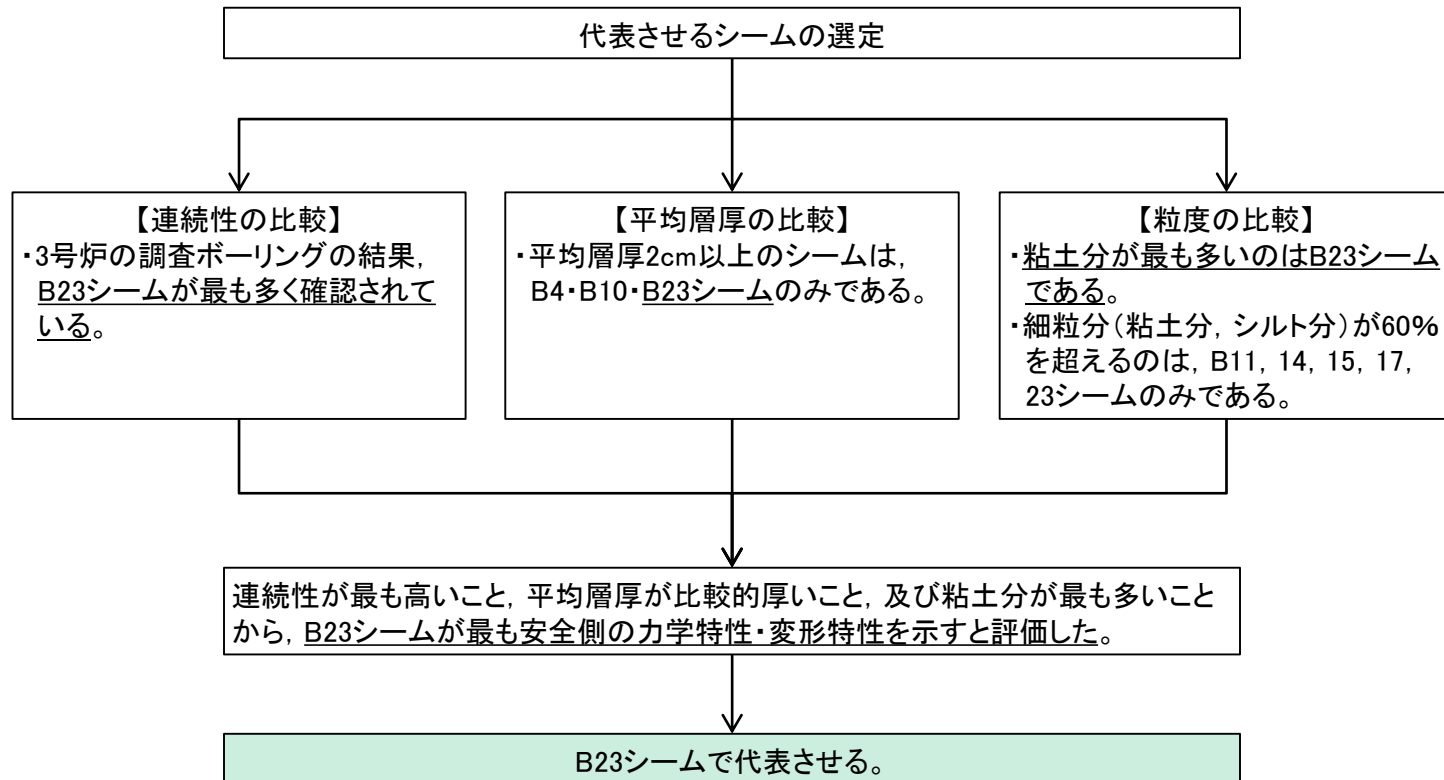 代表させるシームの選定
【連続性の比較】
・3号炉の調査ボーリングの結果,
B23シームが最も多く確認されて
いる。
【平均層厚の比較】
・平均層厚2cm以上のシームは,
B4・B10・B23シームのみである。
【粒度の比較】
・粘土分が最も多いのはB23シーム
である。
・細粒分(粘土分, シルト分)が60%
を超えるのは, B11, 14, 15, 17,
23シームのみである。
連続性が最も高いこと, 平均層厚が比較的厚いこと, 及び粘土分が最も多いこと
から, B23シームが最も安全側の力学特性・変形特性を示すと評価した。
B23シームで代表させる。